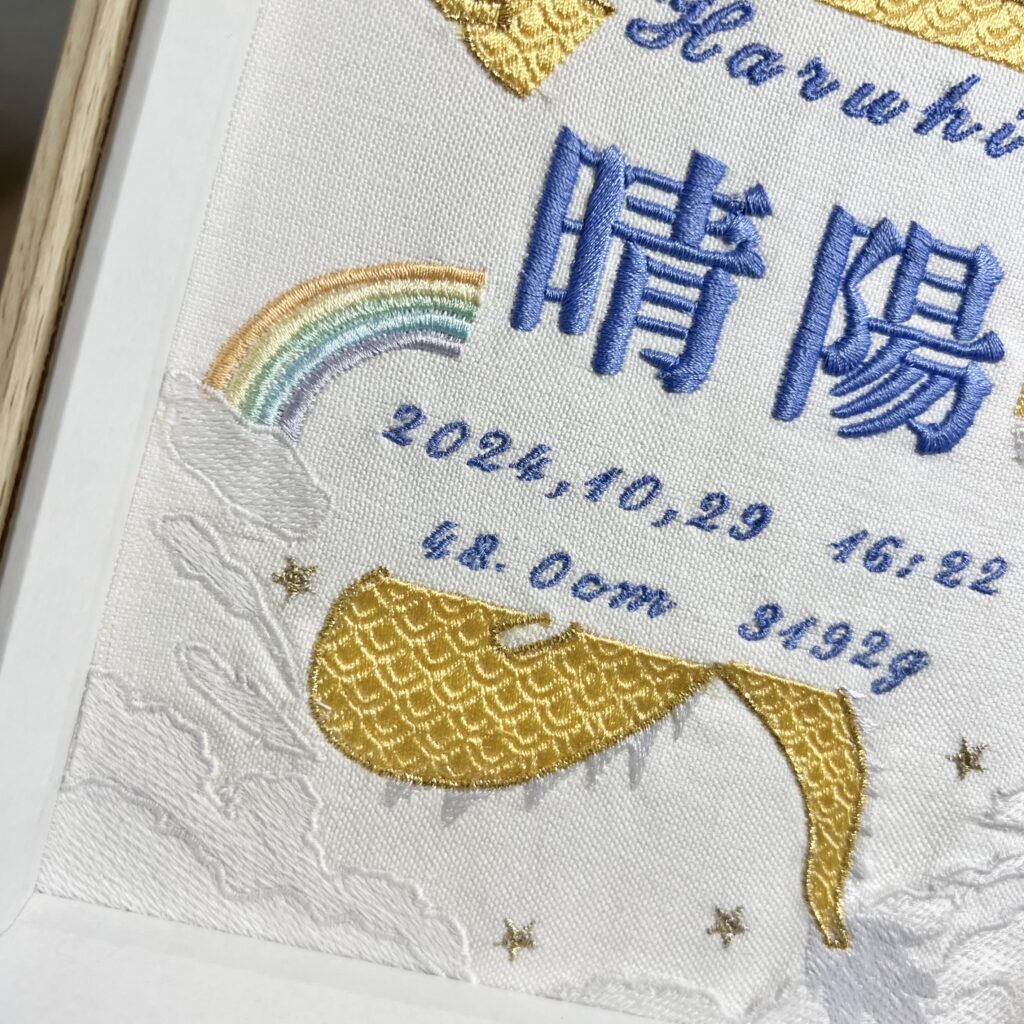 Haruhi
晴陽
2024,10,29 16:22
48.0cm 3192g